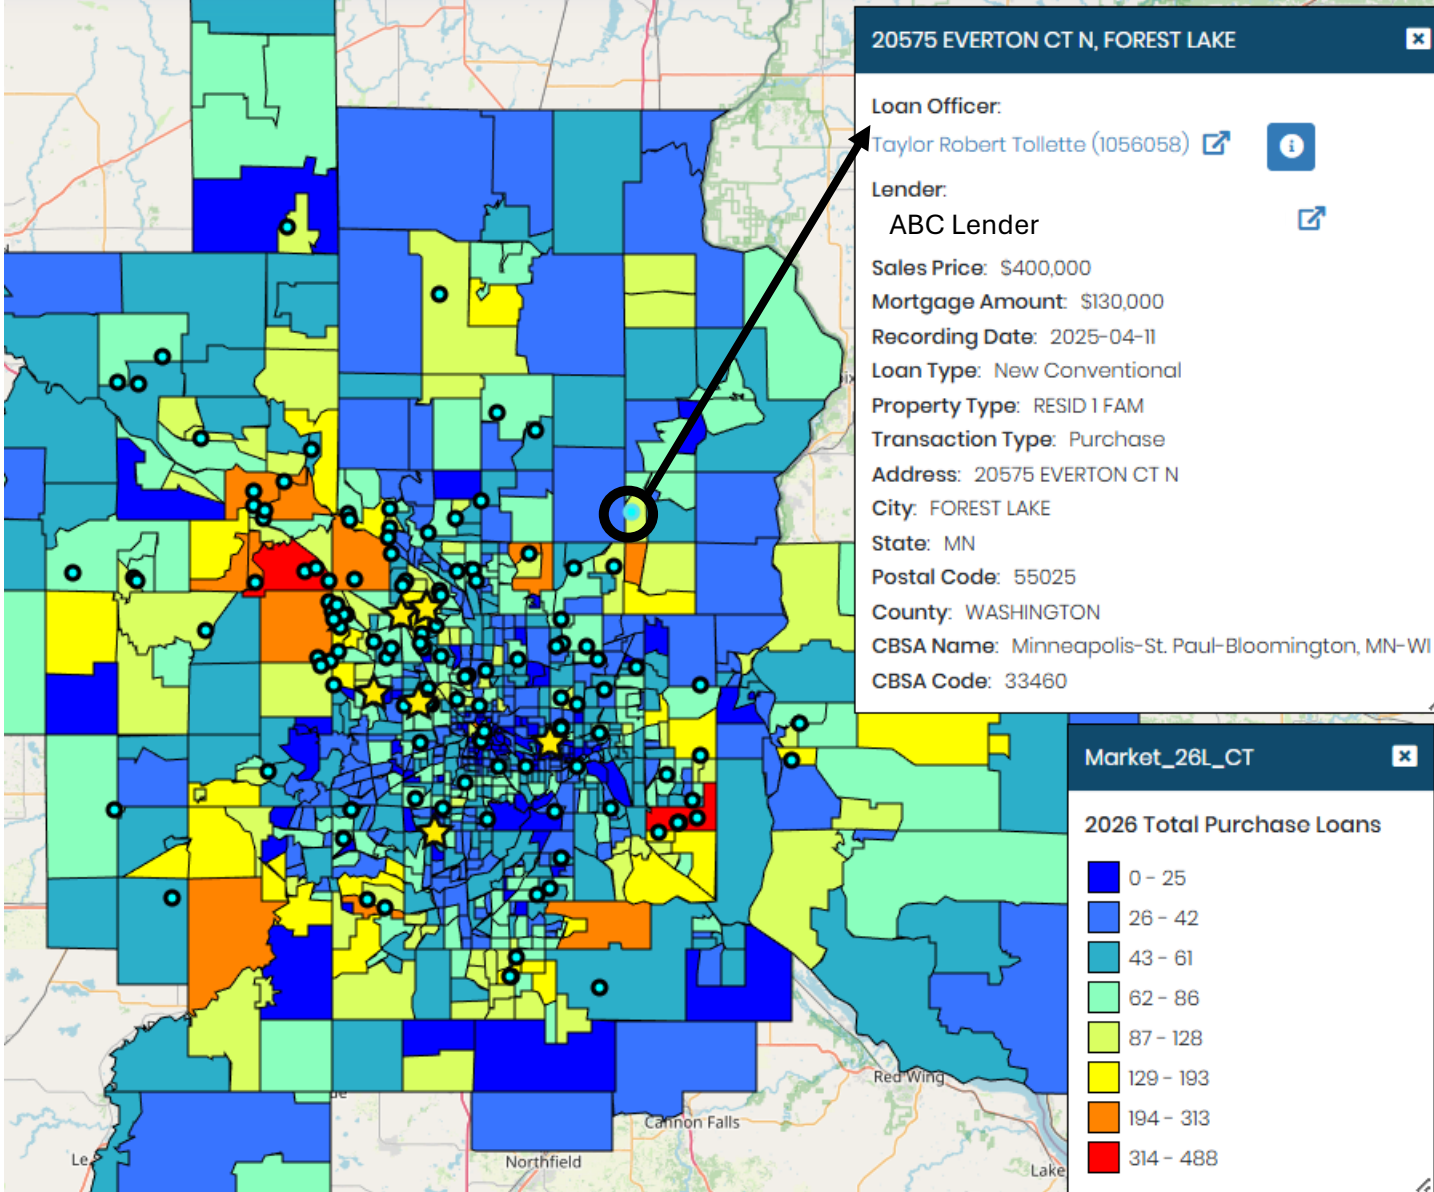 20575 EVERTON CT N, FOREST LAKE
Loan Officer:
Taylor Robert Tollette (1056058)
Lender:
ABC Lender
Sales Price: $400,000
Mortgage Amount: $130,000
Recording Date: 2025-04-11
Loan Type: New Conventional
Property Type: RESID 1 FAM
Transaction Type: Purchase
Address: 20575 EVERTON CT N
City: FOREST LAKE
State: MN
Postal Code: 55025
County: WASHINGTON
CBSA Name: Minneapolis-St. Paul-Bloomington, MN-WI
CBSA Code: 33460
Market_26L_CT
2026 Total Purchase Loans
0 - 25
26 - 42
43 - 61
62 - 86
87 - 128
129 - 193
194 - 313
314 - 488
Red Wing
Cannon Falls
Northfield
Lake
Le